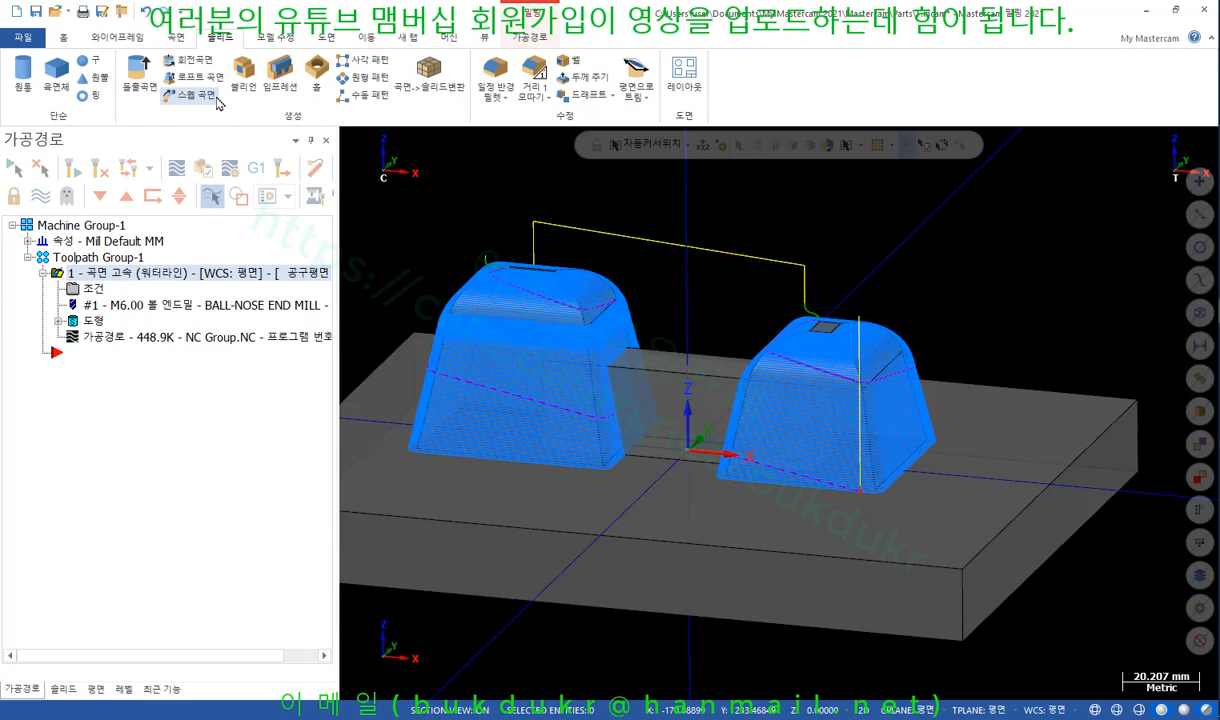 여러분의 유튜브 맴버십 회원가입이 영상을 업로드하는데 힘이 됩니다.
파일 홈 와이어프레임 곡면 솔리드 모델 수정 도면 이동 새 탭 머신 뷰 가공경로
My Mastercam
원통 육면체 구 원뿔 링
돌출곡면 회전곡면 로프트 곡면 스웹 곡면 불리언 임프레션 홀
사각 패턴 원형 패턴 수동 패턴 곡면->솔리드변환
일정 반경 필렛 거리 1 모따기 쉘 두께 주기 드래프트 평면으로 트림 레이아웃
단순 생성 수정 도면
가공경로
자동커서위치
G1
Machine Group-1
속성 - Mill Default MM
Toolpath Group-1
1 - 곡면 고속 (워터라인) - [WCS: 평면] - [ 공구평면
조건
#1 - M6.00 볼 엔드밀 - BALL-NOSE END MILL -
도형
가공경로 - 448.9K - NC Group.NC - 프로그램 번호
Z
Y
X
C
T
20.207 mm
Metric
가공경로 솔리드 평면 레벨 최근 기능
이 메 일 ( b u k d u k r @ h a n m a i l . n e t )
SECTION VIEW: ON SELECTED ENTITIES: 0 2D CPLANE: 평면 TPLANE: 평면 WCS: 평면